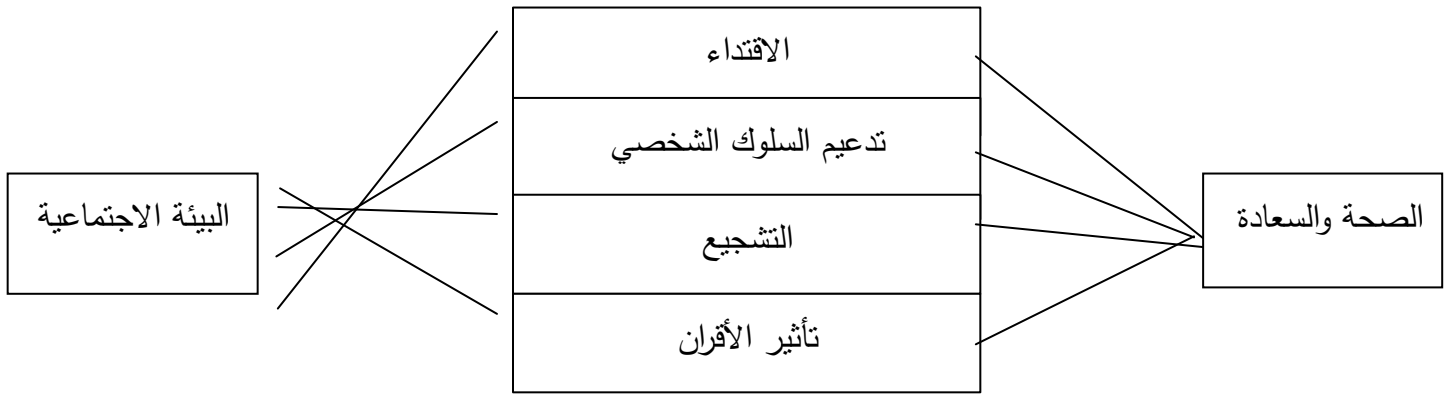 الاقتداء
تدعيم السلوك الشخصي
التشجيع
تأثير الأقران
الصحة والسعادة
البيئة الاجتماعية